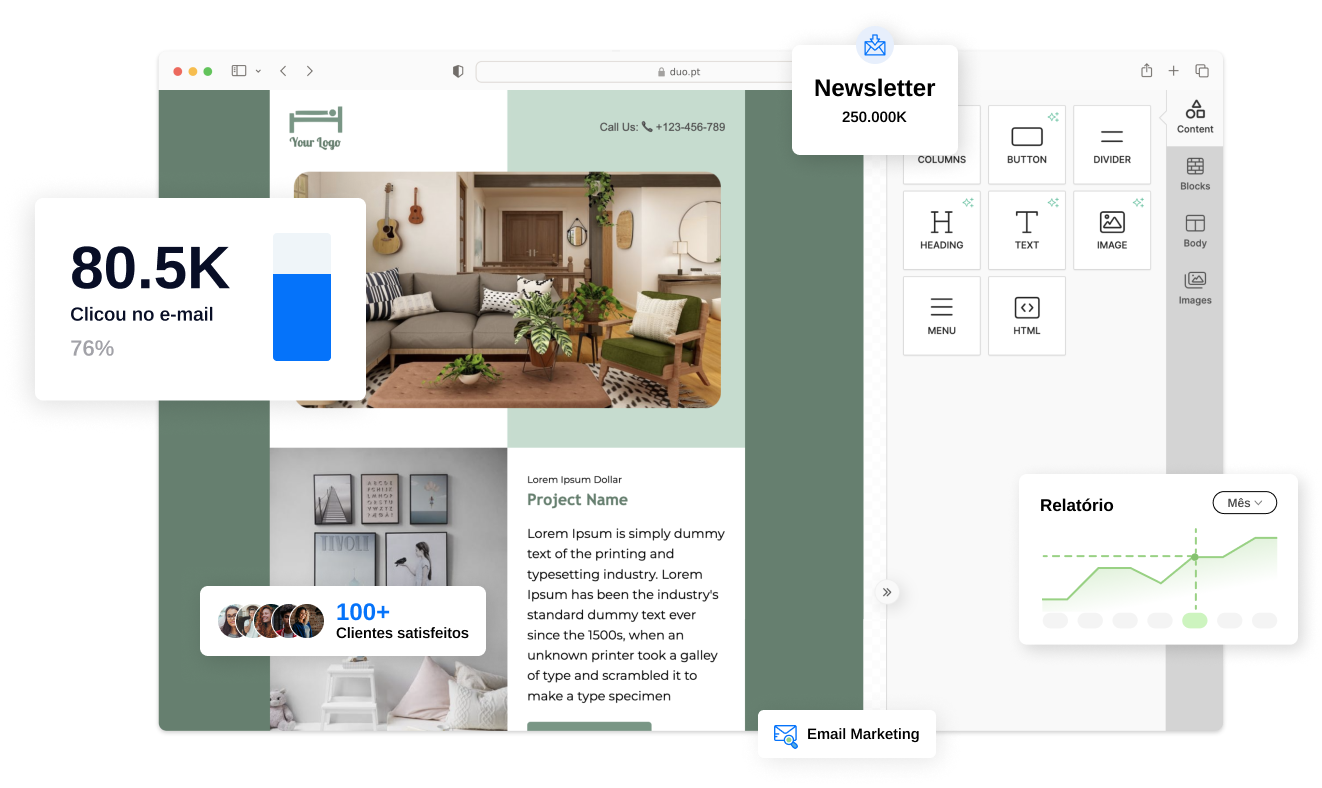 duo.pt
Newsletter
250.000K
Your Logo
Call Us: +123-456-789
COLUMNS
BUTTON
DIVIDER
HEADING
TEXT
IMAGE
MENU
HTML
Content
Blocks
Body
Images
80.5K
Clicou no e-mail
76%
TIVOLI
Lorem Ipsum Dollar
Project Name
Lorem Ipsum is simply dummy
text of the printing and
typesetting industry. Lorem
Ipsum has been the industry's
standard dummy text ever
since the 1500s, when an
unknown printer took a galley
of type and scrambled it to
make a type specimen
100+
Clientes satisfeitos
Relatório
Mês
Email Marketing